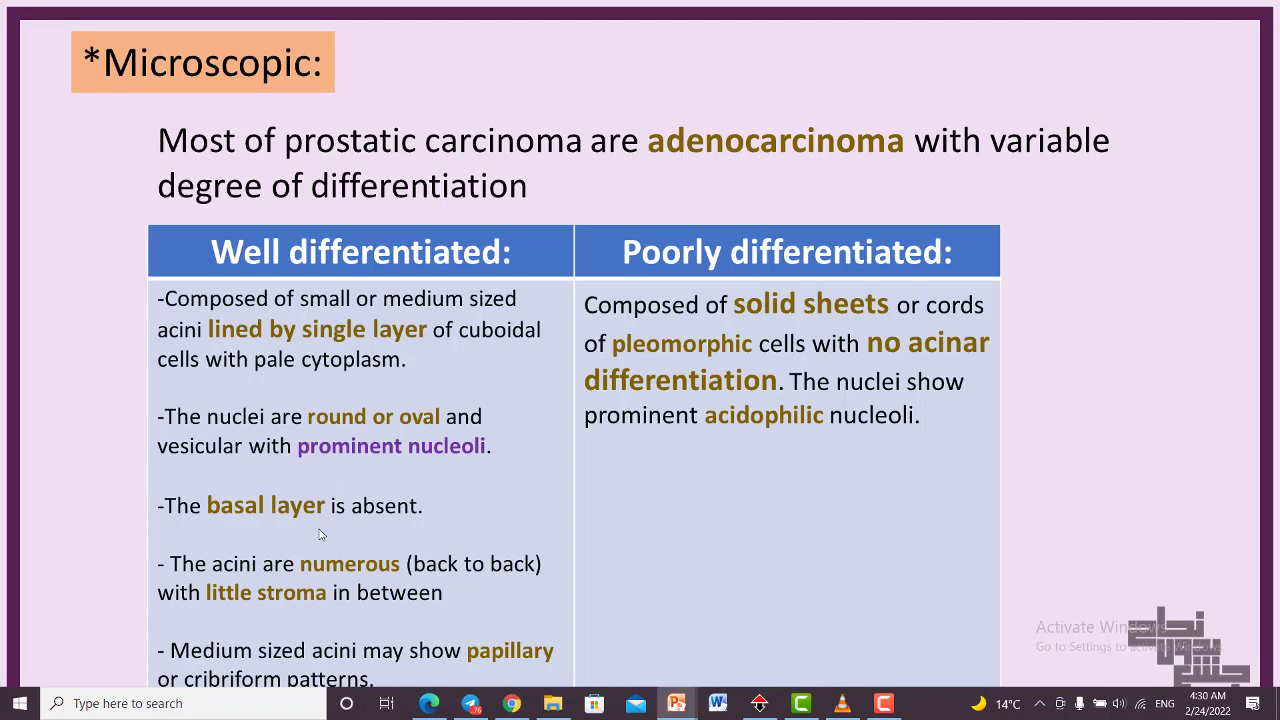 *Microscopic:
Most of prostatic carcinoma are adenocarcinoma with variable
degree of differentiation
Well differentiated:
-Composed of small or medium sized
acini lined by single layer of cuboidal
cells with pale cytoplasm.
-The nuclei are round or oval and
vesicular with prominent nucleoli.
-The basal layer is absent.
- The acini are numerous (back to back)
with little stroma in between
- Medium sized acini may show papillary
or cribriform patterns.
Poorly differentiated:
Composed of solid sheets or cords
of pleomorphic cells with no acinar
differentiation. The nuclei show
prominent acidophilic nucleoli.
Activate Windows
Go to Settings to activate Windows.
Type here to search
76
14°C
ENG
4:30 AM
2/24/2022